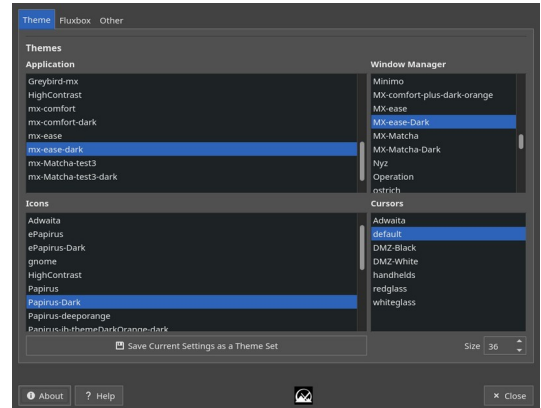 Theme Fluxbox Other
Themes
Application
Greybird-mx
HighContrast
mx-comfort
mx-comfort-dark
mx-ease
mx-ease-dark
mx-Matcha-test3
mx-Matcha-test3-dark
Window Manager
Minimo
MX-comfort-plus-dark-orange
MX-ease
MX-ease-Dark
MX-Matcha
MX-Matcha-Dark
Nyz
Operation
ostrich
Icons
Adwaita
ePapirus
ePapirus-Dark
gnome
HighContrast
Papirus
Papirus-Dark
Papirus-deeporange
Papirus-jb-themeDarkOrange-dark
Cursors
Adwaita
default
DMZ-Black
DMZ-White
handhelds
redglass
whiteglass
Save Current Settings as a Theme Set
Size 36
About ? Help × Close